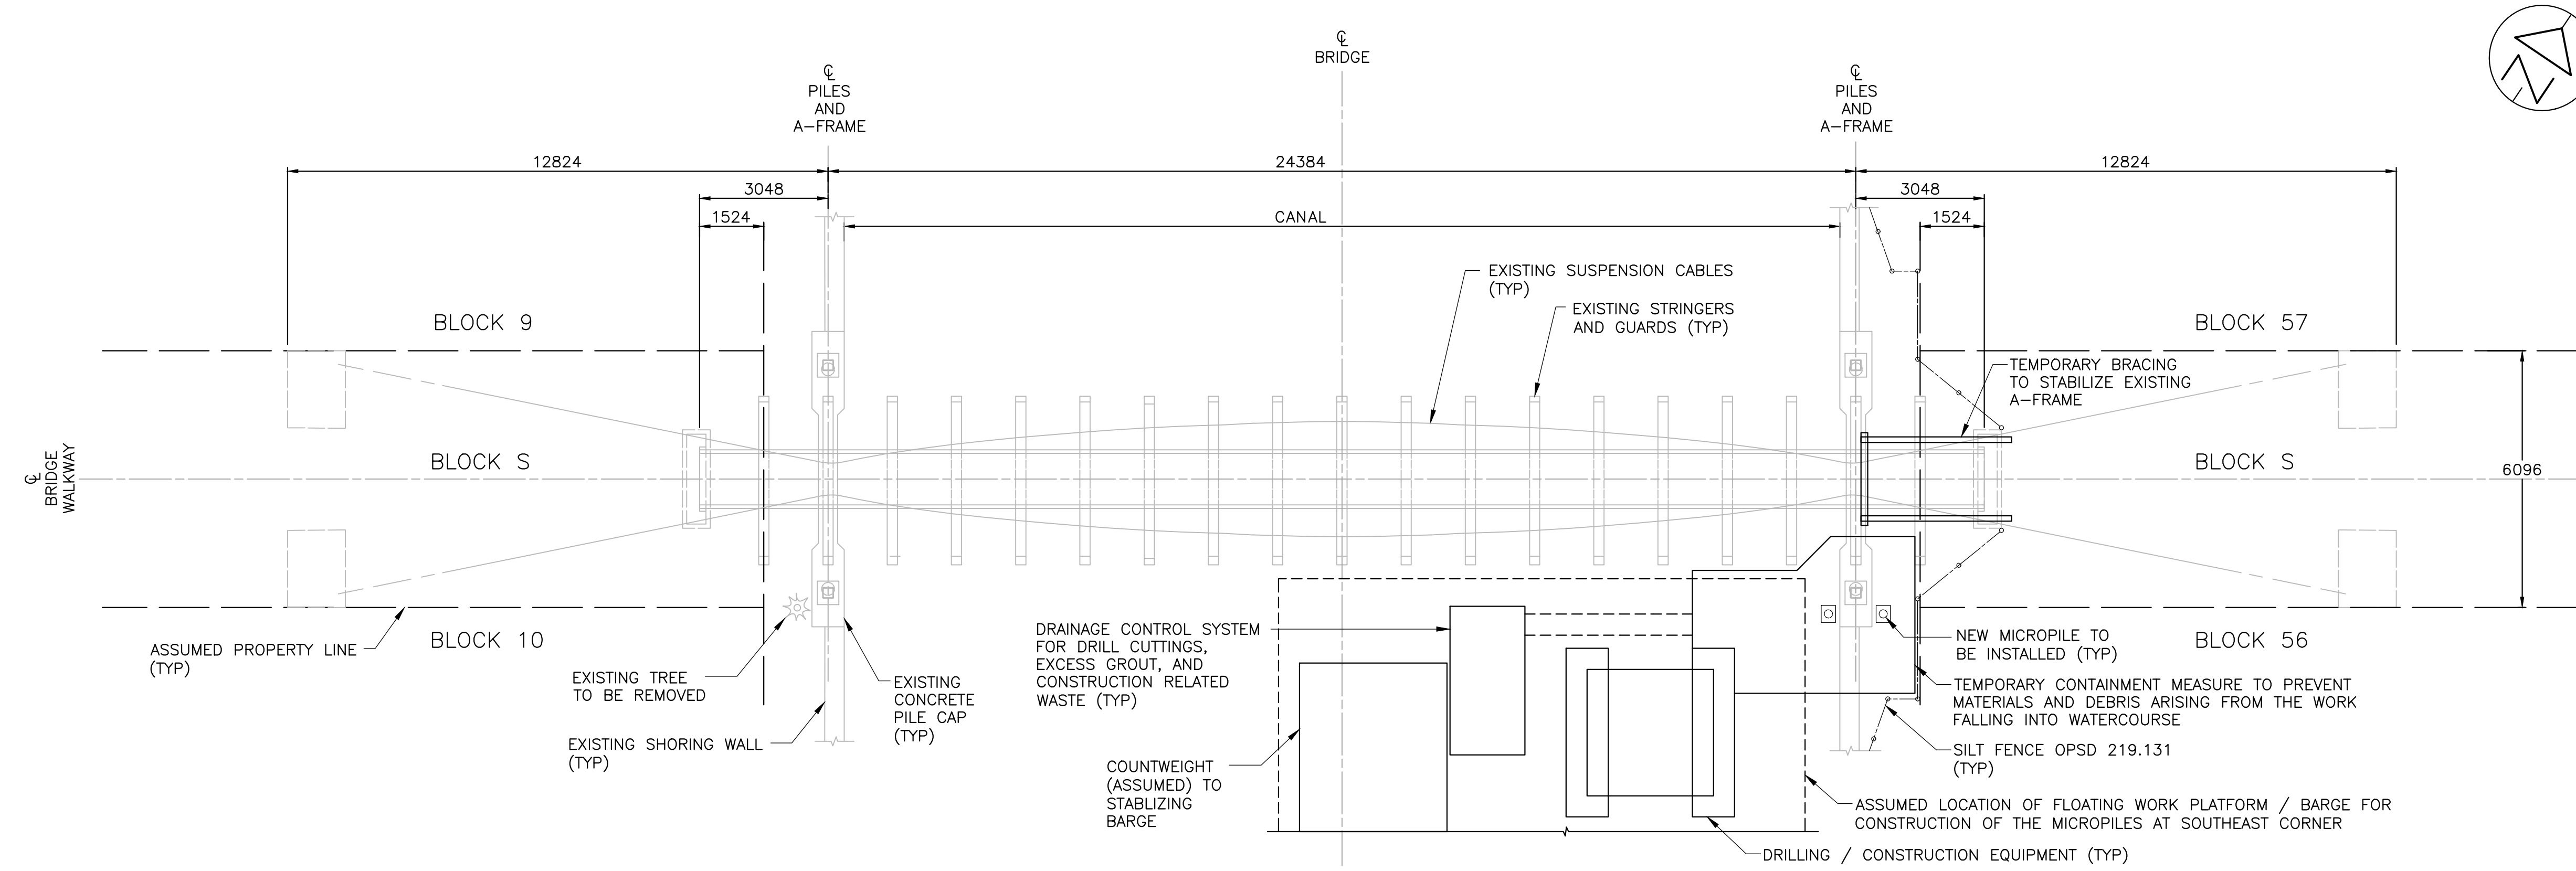 ℄
BRIDGE
℄
PILES
AND
A-FRAME
℄
PILES
AND
A-FRAME
N
12824
24384
12824
3048
3048
1524
CANAL
1524
EXISTING SUSPENSION CABLES
(TYP)
EXISTING STRINGERS
AND GUARDS (TYP)
BLOCK 9
BLOCK 57
TEMPORARY BRACING
TO STABILIZE EXISTING
A-FRAME
℄
BRIDGE
WALKWAY
BLOCK S
BLOCK S
6096
ASSUMED PROPERTY LINE
(TYP)
BLOCK 10
EXISTING TREE
TO BE REMOVED
EXISTING SHORING WALL
(TYP)
EXISTING
CONCRETE
PILE CAP
(TYP)
DRAINAGE CONTROL SYSTEM
FOR DRILL CUTTINGS,
EXCESS GROUT, AND
CONSTRUCTION RELATED
WASTE (TYP)
COUNTWEIGHT
(ASSUMED) TO
STABLIZING
BARGE
NEW MICROPILE TO
BE INSTALLED (TYP)
BLOCK 56
TEMPORARY CONTAINMENT MEASURE TO PREVENT
MATERIALS AND DEBRIS ARISING FROM THE WORK
FALLING INTO WATERCOURSE
SILT FENCE OPSD 219.131
(TYP)
ASSUMED LOCATION OF FLOATING WORK PLATFORM / BARGE FOR
CONSTRUCTION OF THE MICROPILES AT SOUTHEAST CORNER
DRILLING / CONSTRUCTION EQUIPMENT (TYP)